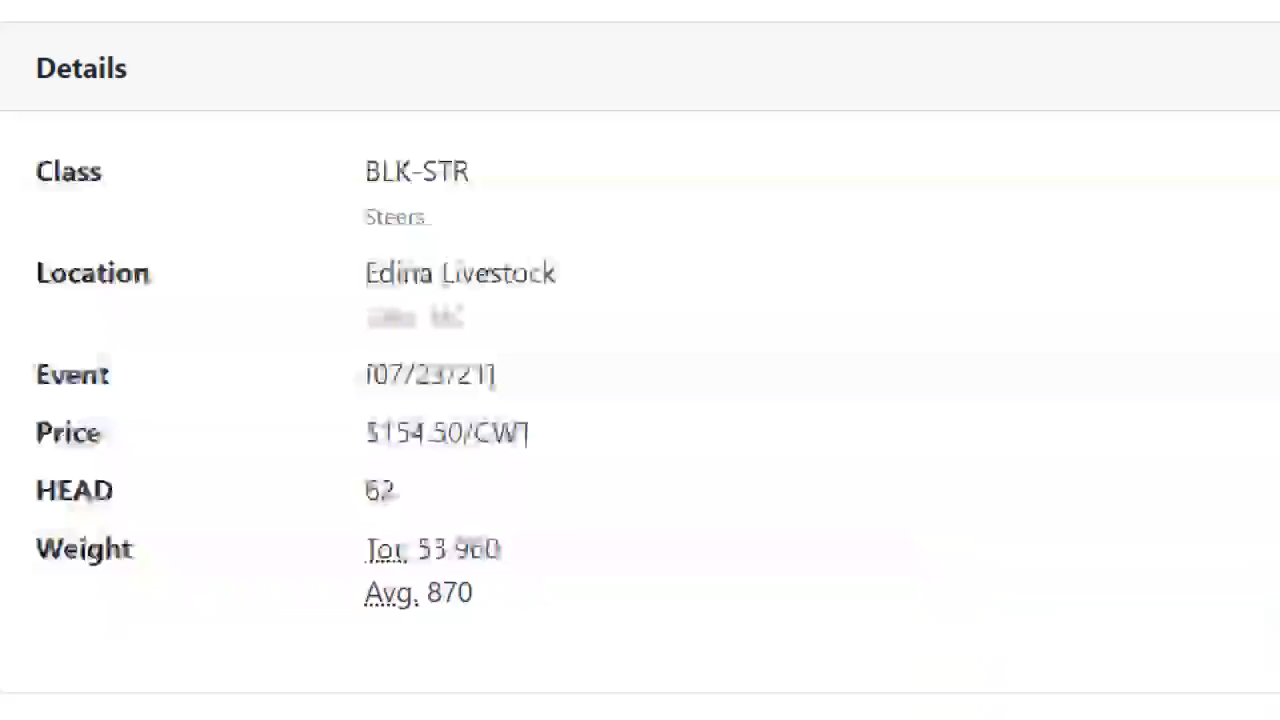 Details
Class BLK-STR
Steers
Location Edina Livestock
Event [07/23/21]
Price $154.50/CWT
HEAD 62
Weight Tot. 53,960
Avg. 870